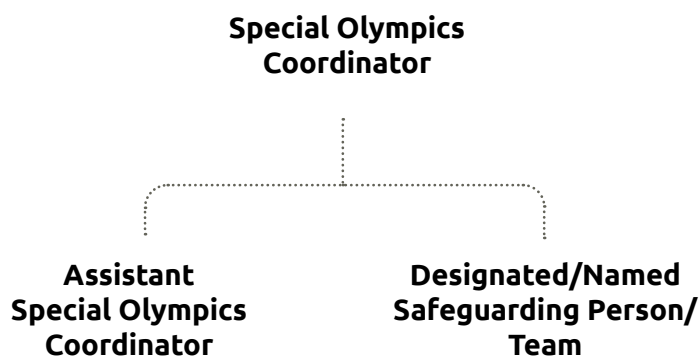 Special Olympics
Coordinator
Assistant
Special Olympics
Coordinator
Designated/Named
Safeguarding Person/
Team